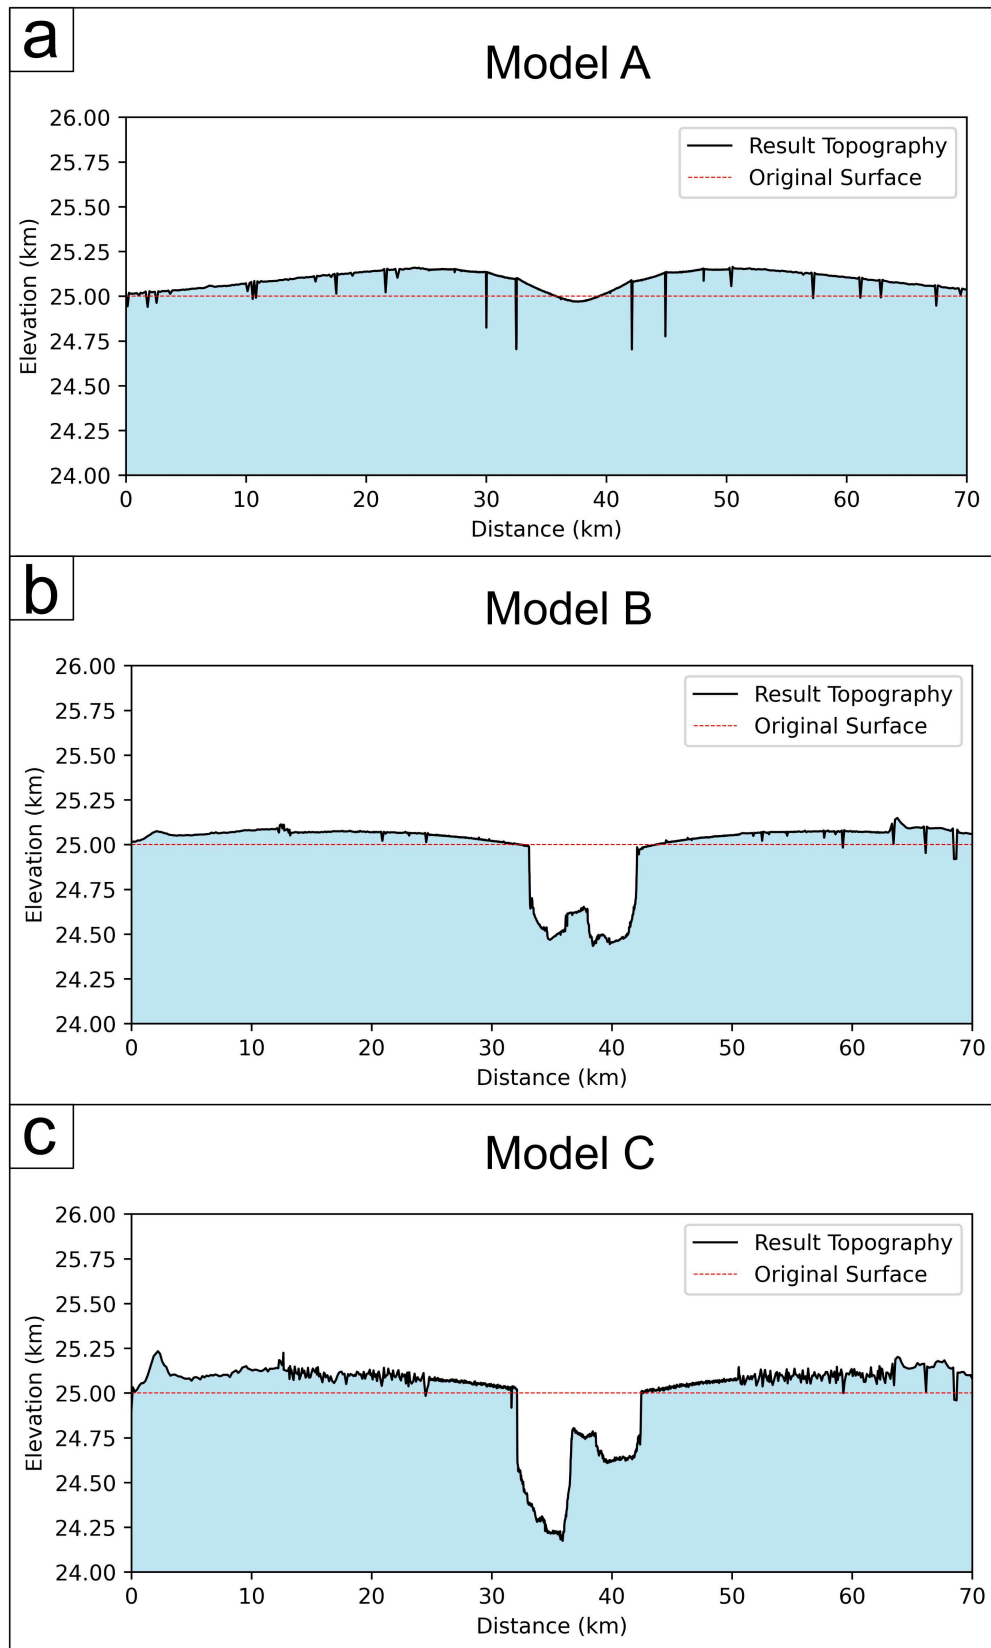 a
Model A
26.00
25.75
25.50
25.25
25.00
24.75
24.50
24.25
24.00
Elevation (km)
Result Topography
Original Surface
0 10 20 30 40 50 60 70
Distance (km)
b
Model B
26.00
25.75
25.50
25.25
25.00
24.75
24.50
24.25
24.00
Elevation (km)
Result Topography
Original Surface
0 10 20 30 40 50 60 70
Distance (km)
c
Model C
26.00
25.75
25.50
25.25
25.00
24.75
24.50
24.25
24.00
Elevation (km)
Result Topography
Original Surface
0 10 20 30 40 50 60 70
Distance (km)